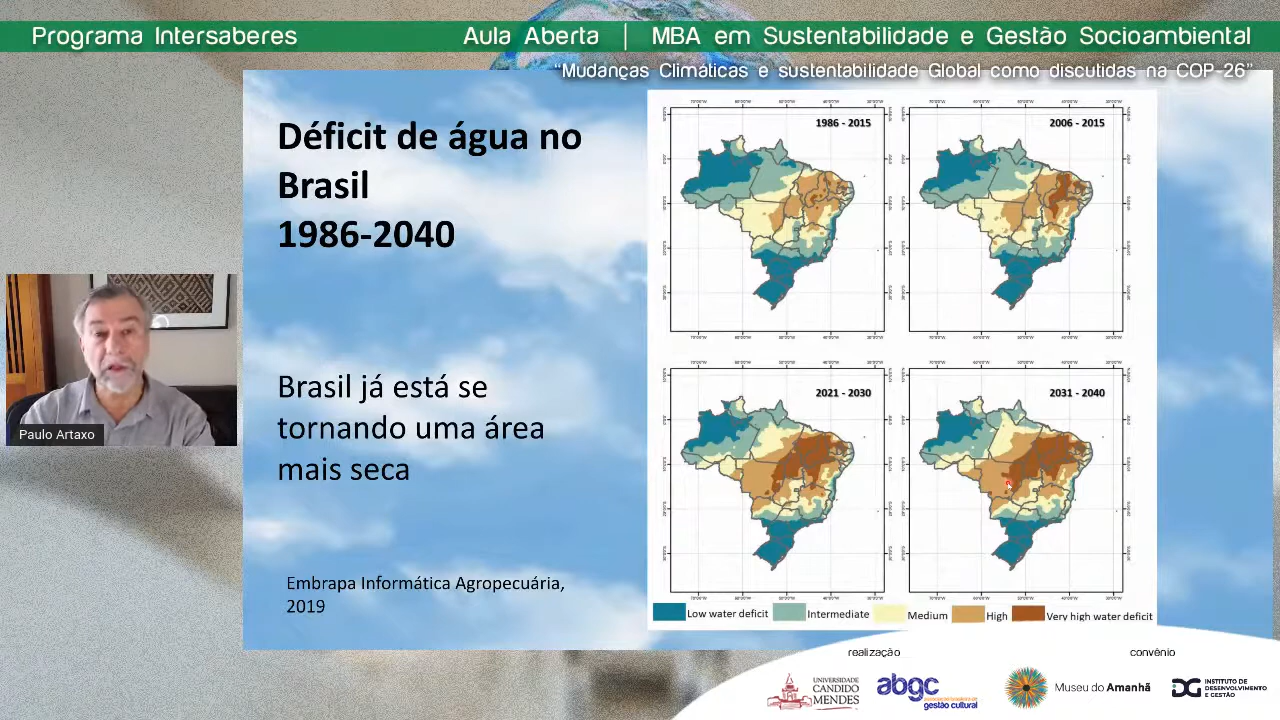 Programa Intersaberes
Aula Aberta | MBA em Sustentabilidade e Gestão Socioambiental
“Mudanças Climáticas e sustentabilidade Global como discutidas na COP-26”
Déficit de água no
Brasil
1986-2040
Brasil já está se
tornando uma área
mais seca
Embrapa Informática Agropecuária,
2019
1986 - 2015
2006 - 2015
2021 - 2030
2031 - 2040
Low water deficit
Intermediate
Medium
High
Very high water deficit
Paulo Artaxo
realização
convênio
UNIVERSIDADE
CANDIDO
MENDES
abgc
gestão cultural
Museu do Amanhã
DG
INSTITUTO DE
DESENVOLVIMENTO
E GESTÃO